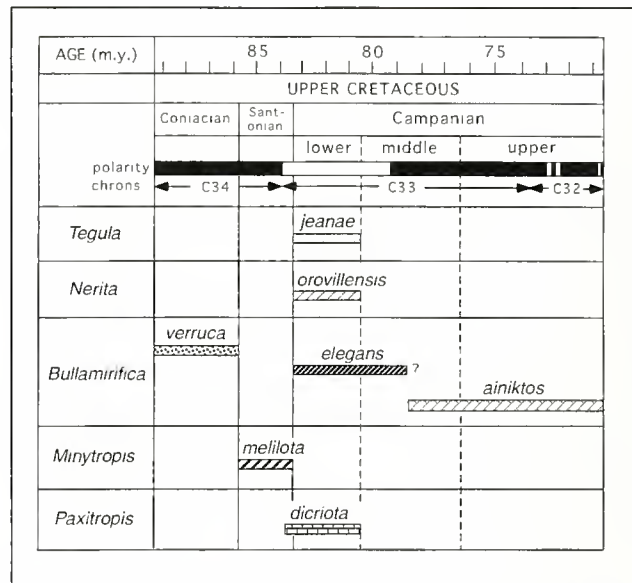 AGE (m.y.) 85 80 75
UPPER CRETACEOUS
Coniacian Sant-onian Campanian
lower middle upper
polarity chrons C34 C33 C32
Tegula jeanae
Nerita orovillensis
Bullamirifica verruca elegans ? ainiktos
Minytropis melilota
Paxitropis dicriota